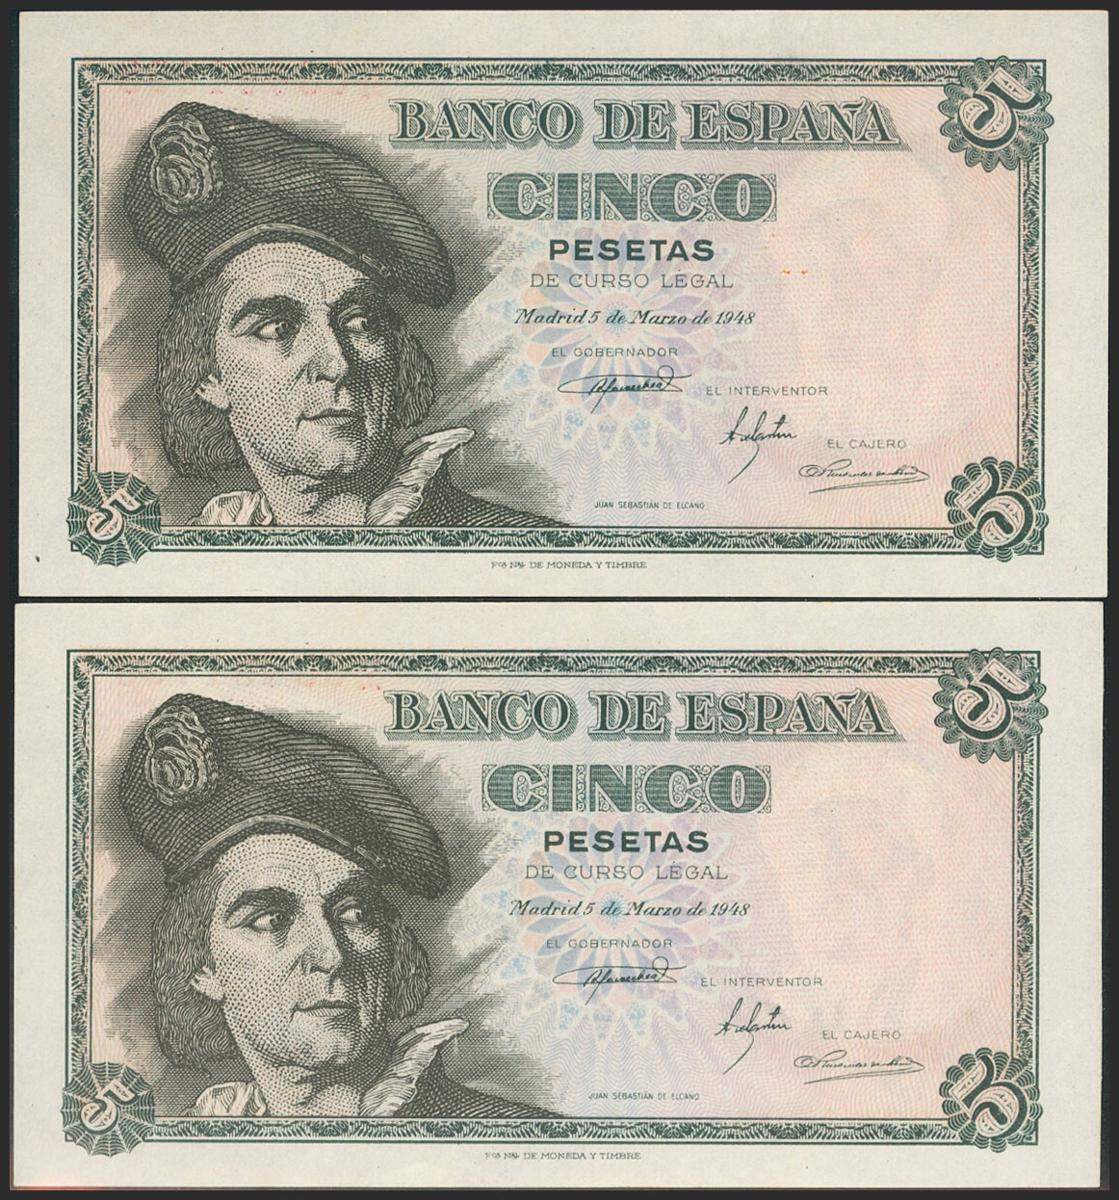 BANCO DE ESPAÑA
5
CINCO
PESETAS
DE CURSO LEGAL
Madrid 5 de Marzo de 1948
EL GOBERNADOR
EL INTERVENTOR
EL CAJERO
JUAN SEBASTIÁN DE ELCANO
5
5
Fca Nal DE MONEDA Y TIMBRE
BANCO DE ESPAÑA
5
CINCO
PESETAS
DE CURSO LEGAL
Madrid 5 de Marzo de 1948
EL GOBERNADOR
EL INTERVENTOR
EL CAJERO
JUAN SEBASTIÁN DE ELCANO
5
5
Fca Nal DE MONEDA Y TIMBRE